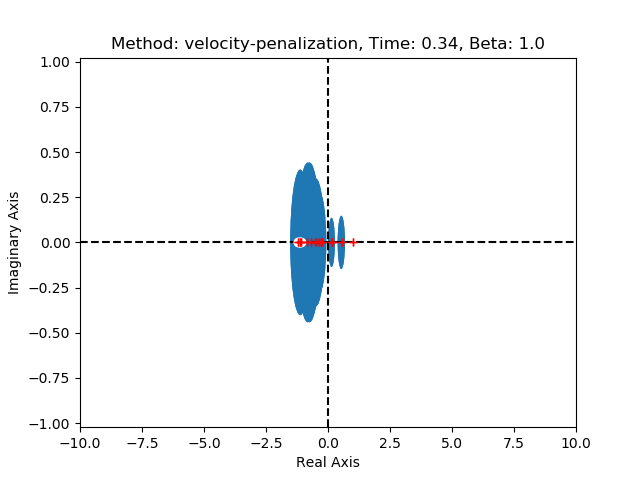 Method: velocity-penalization, Time: 0.34, Beta: 1.0
1.00
0.75
0.50
0.25
0.00
−0.25
−0.50
−0.75
−1.00
Imaginary Axis
−10.0 −7.5 −5.0 −2.5 0.0 2.5 5.0 7.5 10.0
Real Axis